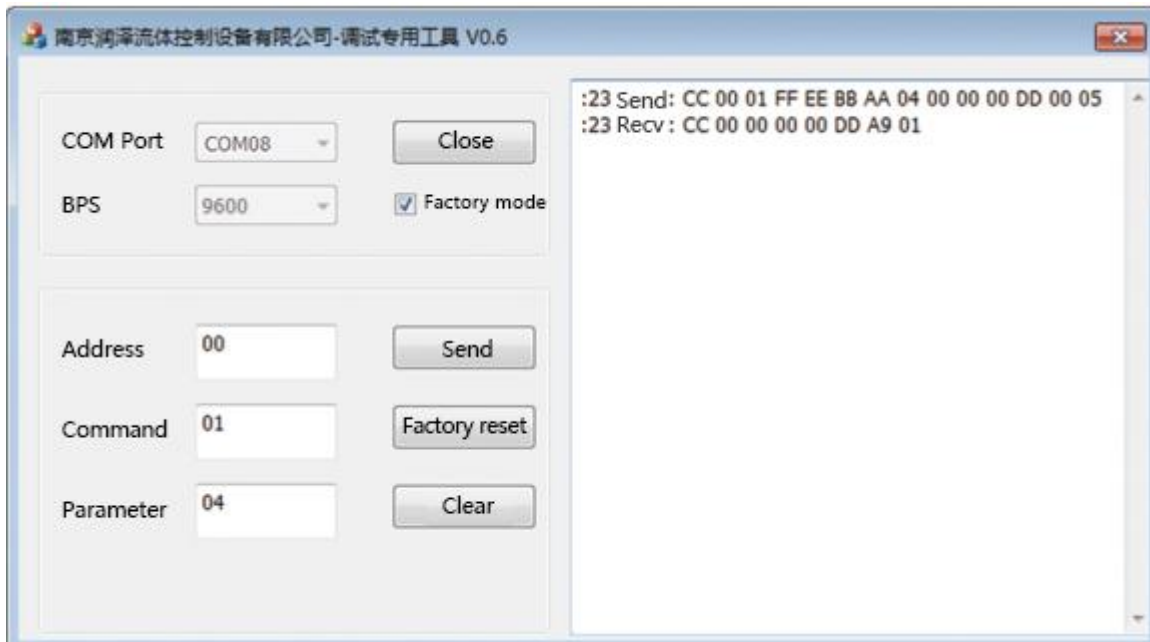 南京润泽流体控制设备有限公司-调试专用工具 V0.6
COM Port
COM08
Close
BPS
9600
Factory mode
Address
00
Send
Command
01
Factory reset
Parameter
04
Clear
:23 Send: CC 00 01 FF EE BB AA 04 00 00 00 DD 00 05
:23 Recv: CC 00 00 00 00 DD A9 01